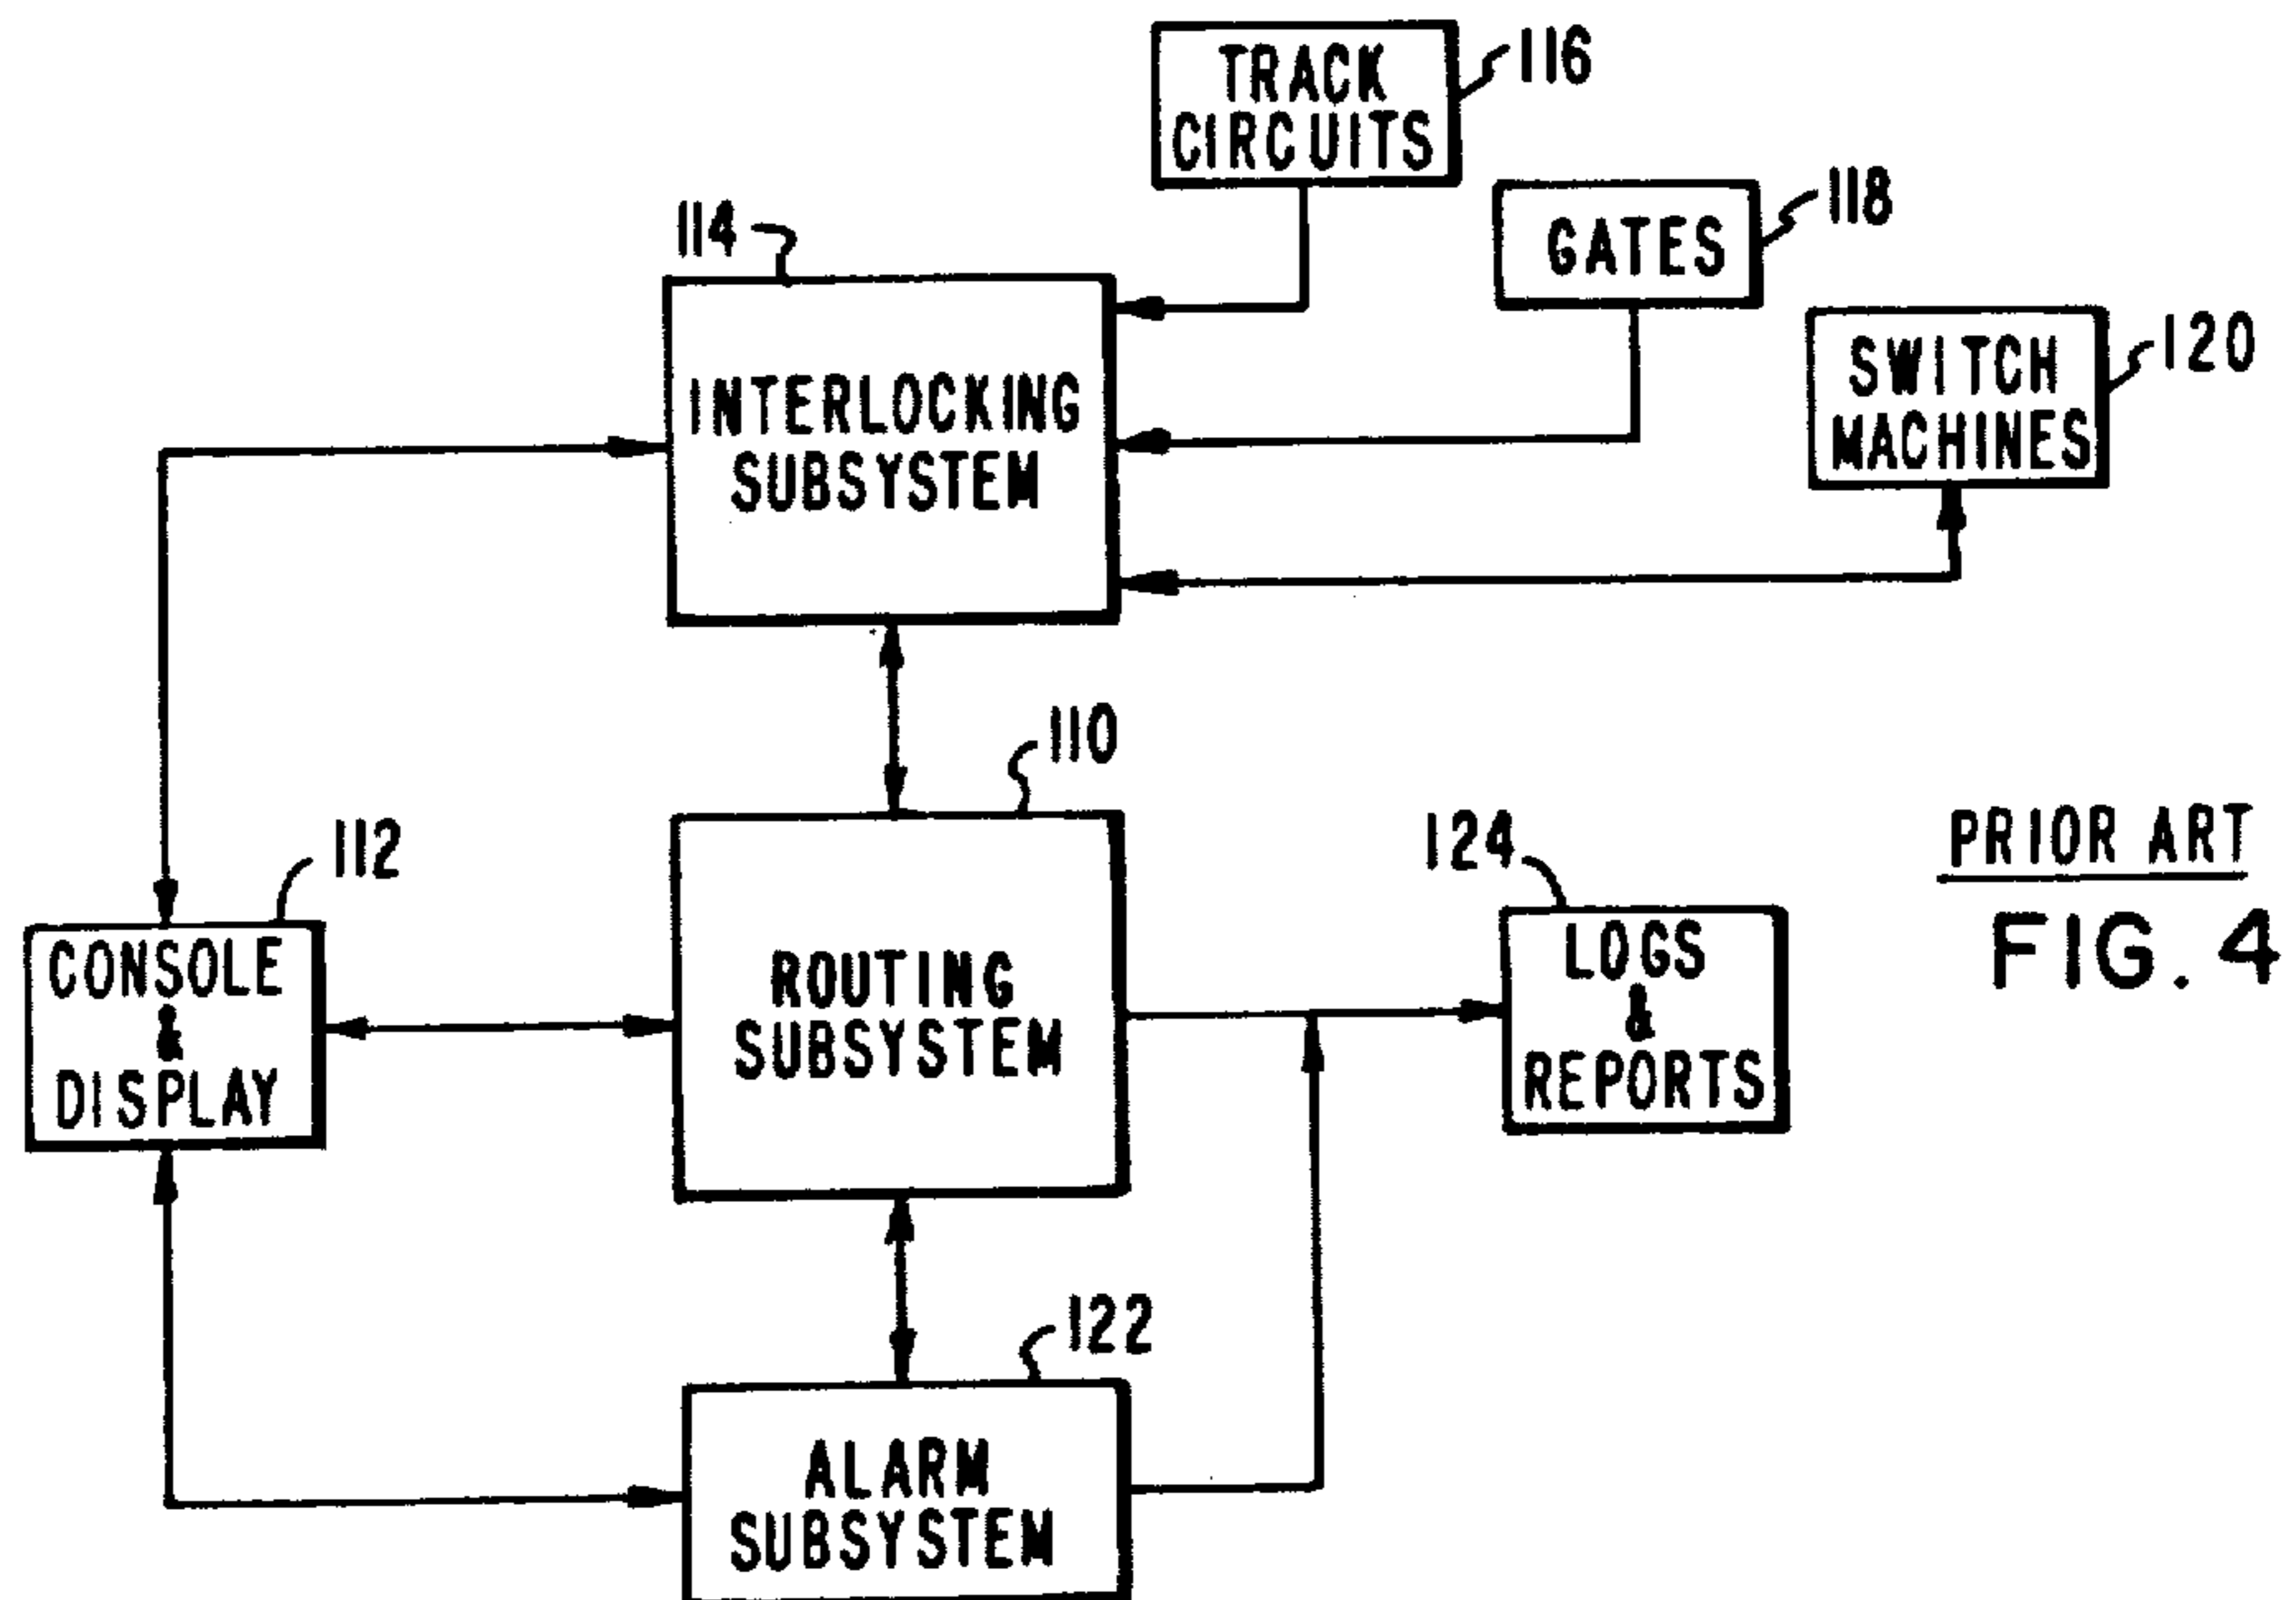 TRACK
CIRCUITS
116
GATES
118
114
INTERLOCKING
SUBSYSTEM
SWITCH
MACHINES
120
110
112
CONSOLE
&
DISPLAY
ROUTING
SUBSYSTEM
124
LOGS
&
REPORTS
PRIOR ART
FIG. 4
122
ALARM
SUBSYSTEM